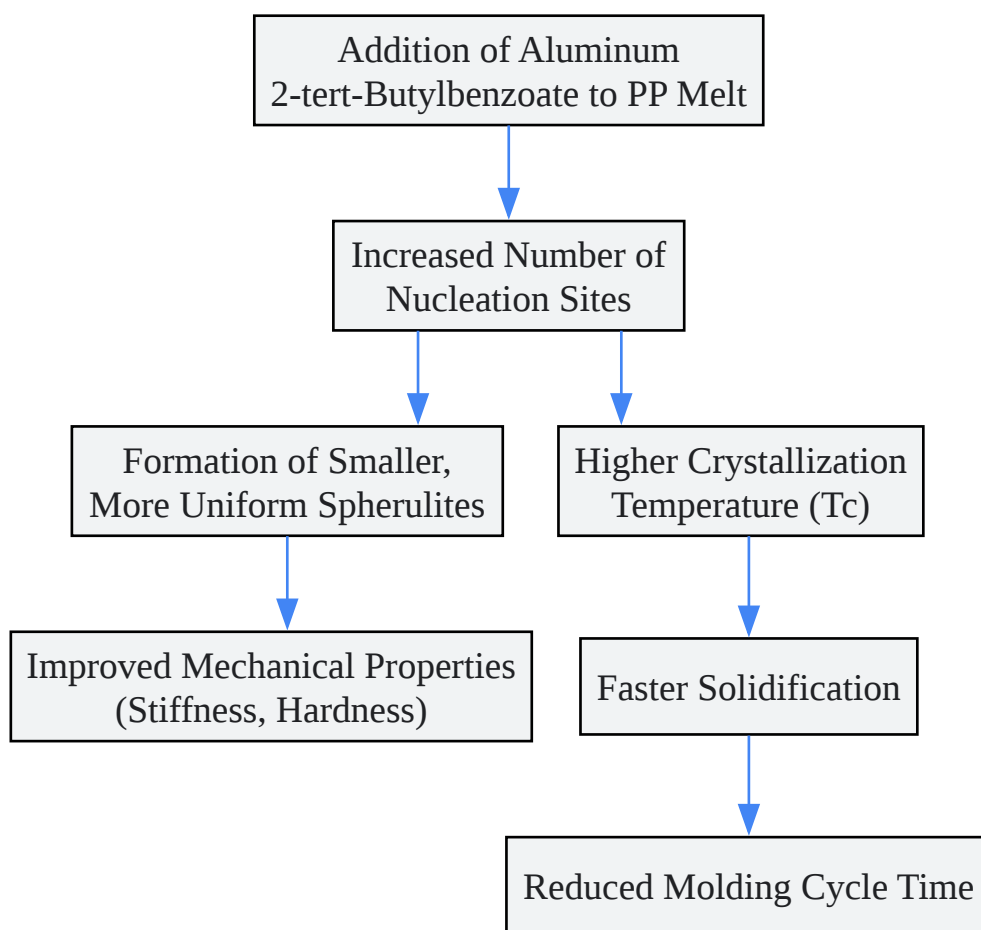 Addition of Aluminum
2-tert-Butylbenzoate to PP Melt
Increased Number of
Nucleation Sites
Formation of Smaller,
More Uniform Spherulites
Higher Crystallization
Temperature (Tc)
Improved Mechanical Properties
(Stiffness, Hardness)
Faster Solidification
Reduced Molding Cycle Time